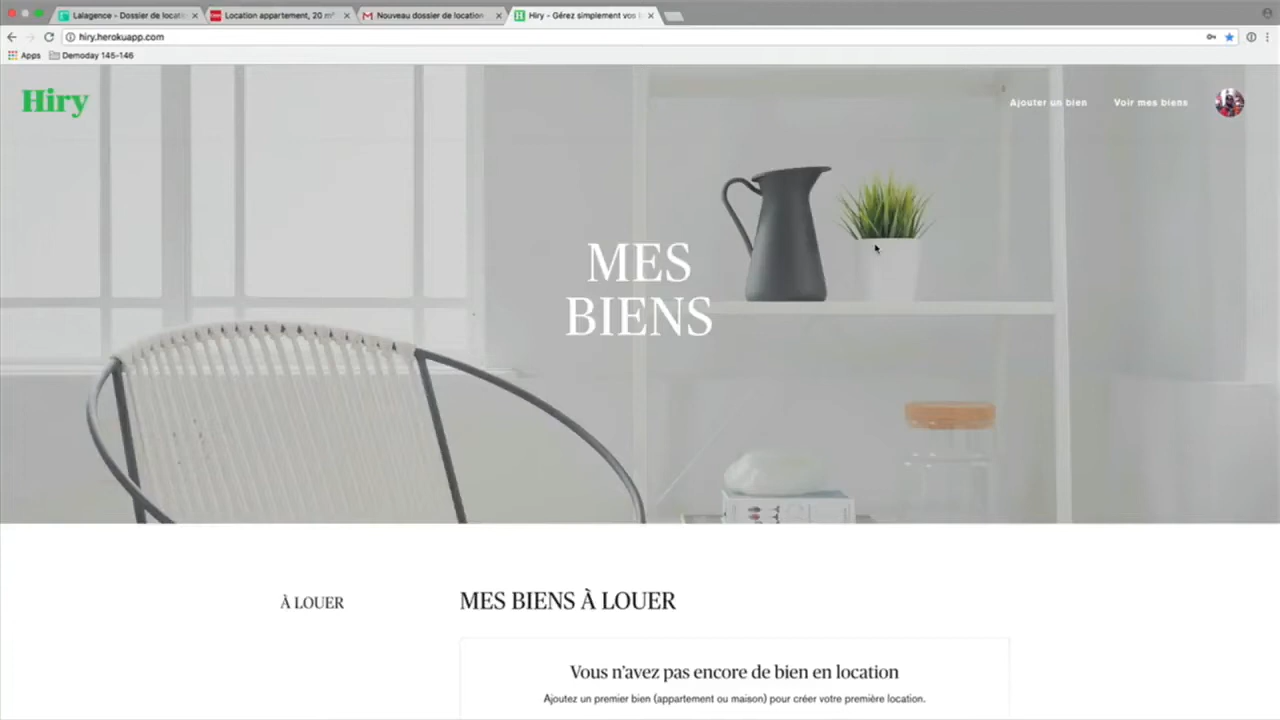 Lalagence - Dossier de locati
Location appartement, 20 m²
Nouveau dossier de location
Hiry - Gérez simplement vos
hiry.herokuapp.com
Apps
Demoday 145-146
Hiry
Ajouter un bien
Voir mes biens
MES
BIENS
À LOUER
MES BIENS À LOUER
Vous n'avez pas encore de bien en location
Ajoutez un premier bien (appartement ou maison) pour créer votre première location.